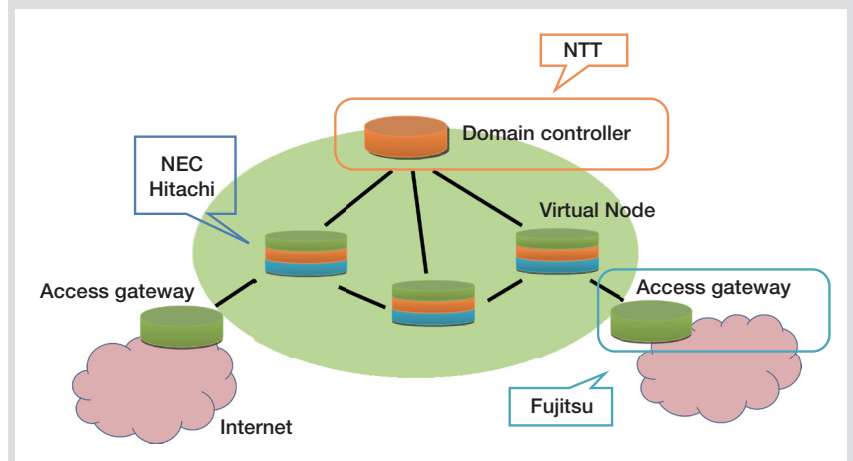 NTT
Domain controller
NEC
Hitachi
Virtual Node
Access gateway
Access gateway
Fujitsu
Internet